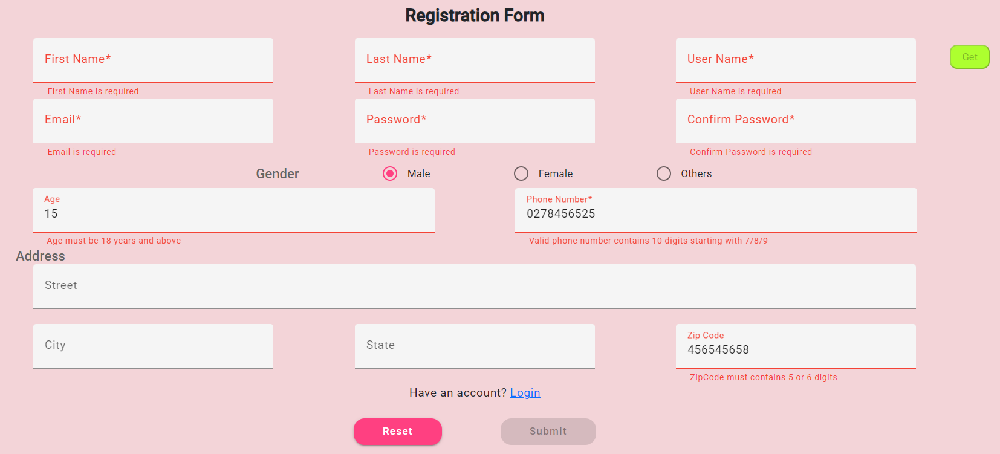 Registration Form
First Name*
Last Name*
User Name*
Get
First Name is required
Last Name is required
User Name is required
Email*
Password*
Confirm Password*
Email is required
Password is required
Confirm Password is required
Gender
Male
Female
Others
Age
15
Phone Number*
0278456525
Age must be 18 years and above
Valid phone number contains 10 digits starting with 7/8/9
Address
Street
City
State
Zip Code
456545658
ZipCode must contains 5 or 6 digits
Have an account? Login
Reset
Submit